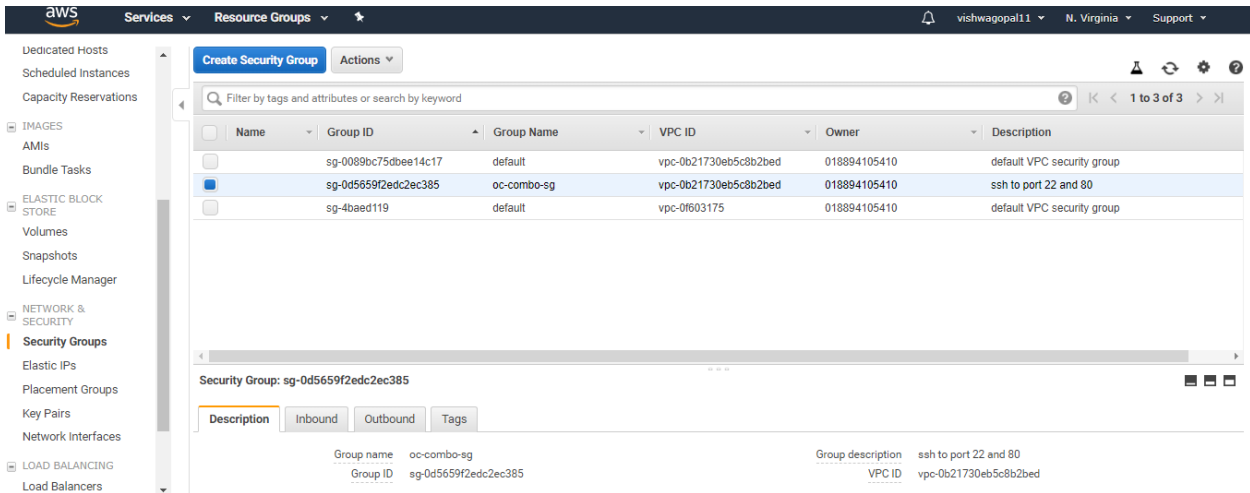 aws Services Resource Groups vishwagopal11 N. Virginia Support
Dedicated Hosts
Scheduled Instances
Capacity Reservations
IMAGES
AMIs
Bundle Tasks
ELASTIC BLOCK
STORE
Volumes
Snapshots
Lifecycle Manager
NETWORK &
SECURITY
Security Groups
Elastic IPs
Placement Groups
Key Pairs
Network Interfaces
LOAD BALANCING
Load Balancers
Create Security Group Actions
Filter by tags and attributes or search by keyword 1 to 3 of 3
Name Group ID Group Name VPC ID Owner Description
sg-0089bc75dbee14c17 default vpc-0b21730eb5c8b2bed 018894105410 default VPC security group
sg-0d5659f2edc2ec385 oc-combo-sg vpc-0b21730eb5c8b2bed 018894105410 ssh to port 22 and 80
sg-4baed119 default vpc-0f603175 018894105410 default VPC security group
Security Group: sg-0d5659f2edc2ec385
Description Inbound Outbound Tags
Group name oc-combo-sg Group description ssh to port 22 and 80
Group ID sg-0d5659f2edc2ec385 VPC ID vpc-0b21730eb5c8b2bed